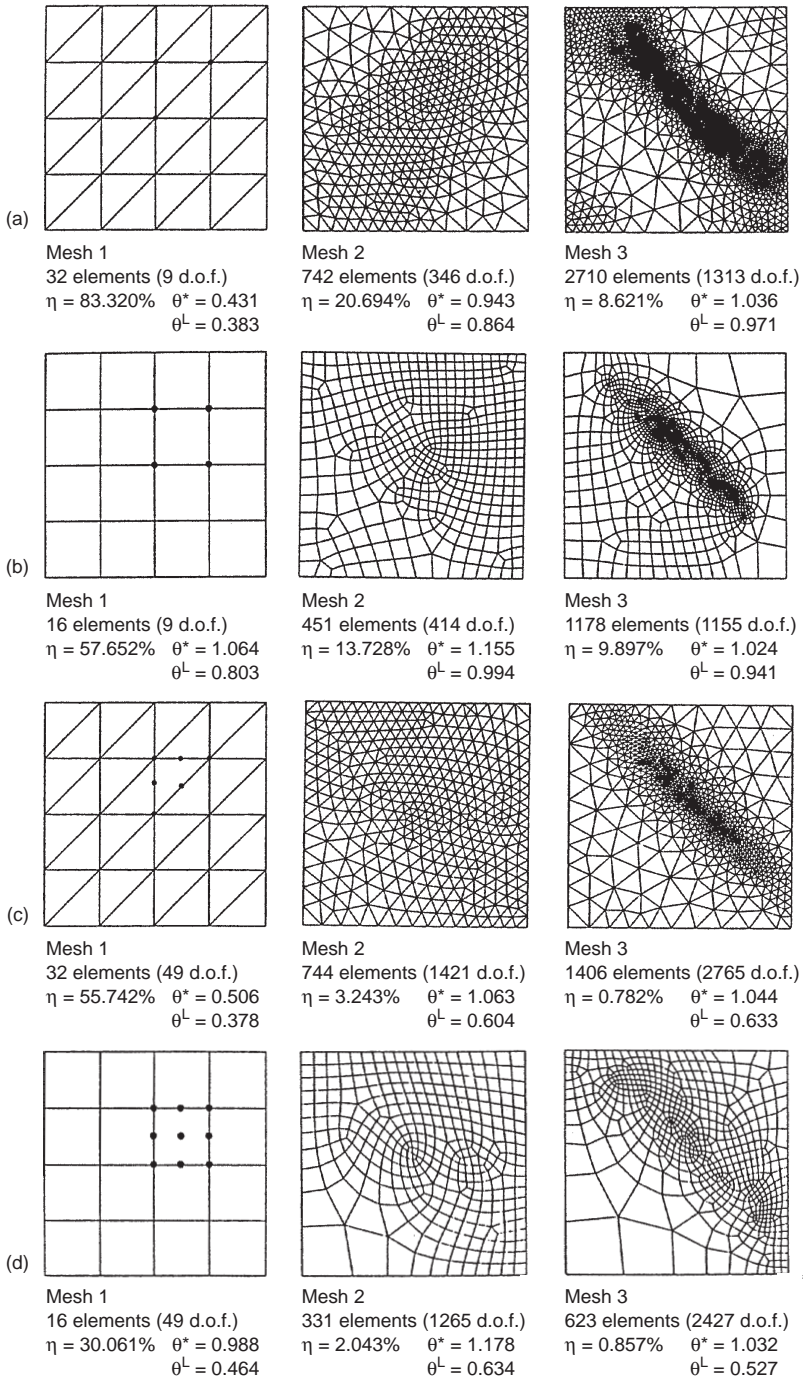 (a)
Mesh 1
32 elements (9 d.o.f.)
η = 83.320% θ* = 0.431
θL = 0.383
Mesh 2
742 elements (346 d.o.f.)
η = 20.694% θ* = 0.943
θL = 0.864
Mesh 3
2710 elements (1313 d.o.f.)
η = 8.621% θ* = 1.036
θL = 0.971
(b)
Mesh 1
16 elements (9 d.o.f.)
η = 57.652% θ* = 1.064
θL = 0.803
Mesh 2
451 elements (414 d.o.f.)
η = 13.728% θ* = 1.155
θL = 0.994
Mesh 3
1178 elements (1155 d.o.f.)
η = 9.897% θ* = 1.024
θL = 0.941
(c)
Mesh 1
32 elements (49 d.o.f.)
η = 55.742% θ* = 0.506
θL = 0.378
Mesh 2
744 elements (1421 d.o.f.)
η = 3.243% θ* = 1.063
θL = 0.604
Mesh 3
1406 elements (2765 d.o.f.)
η = 0.782% θ* = 1.044
θL = 0.633
(d)
Mesh 1
16 elements (49 d.o.f.)
η = 30.061% θ* = 0.988
θL = 0.464
Mesh 2
331 elements (1265 d.o.f.)
η = 2.043% θ* = 1.178
θL = 0.634
Mesh 3
623 elements (2427 d.o.f.)
η = 0.857% θ* = 1.032
θL = 0.527